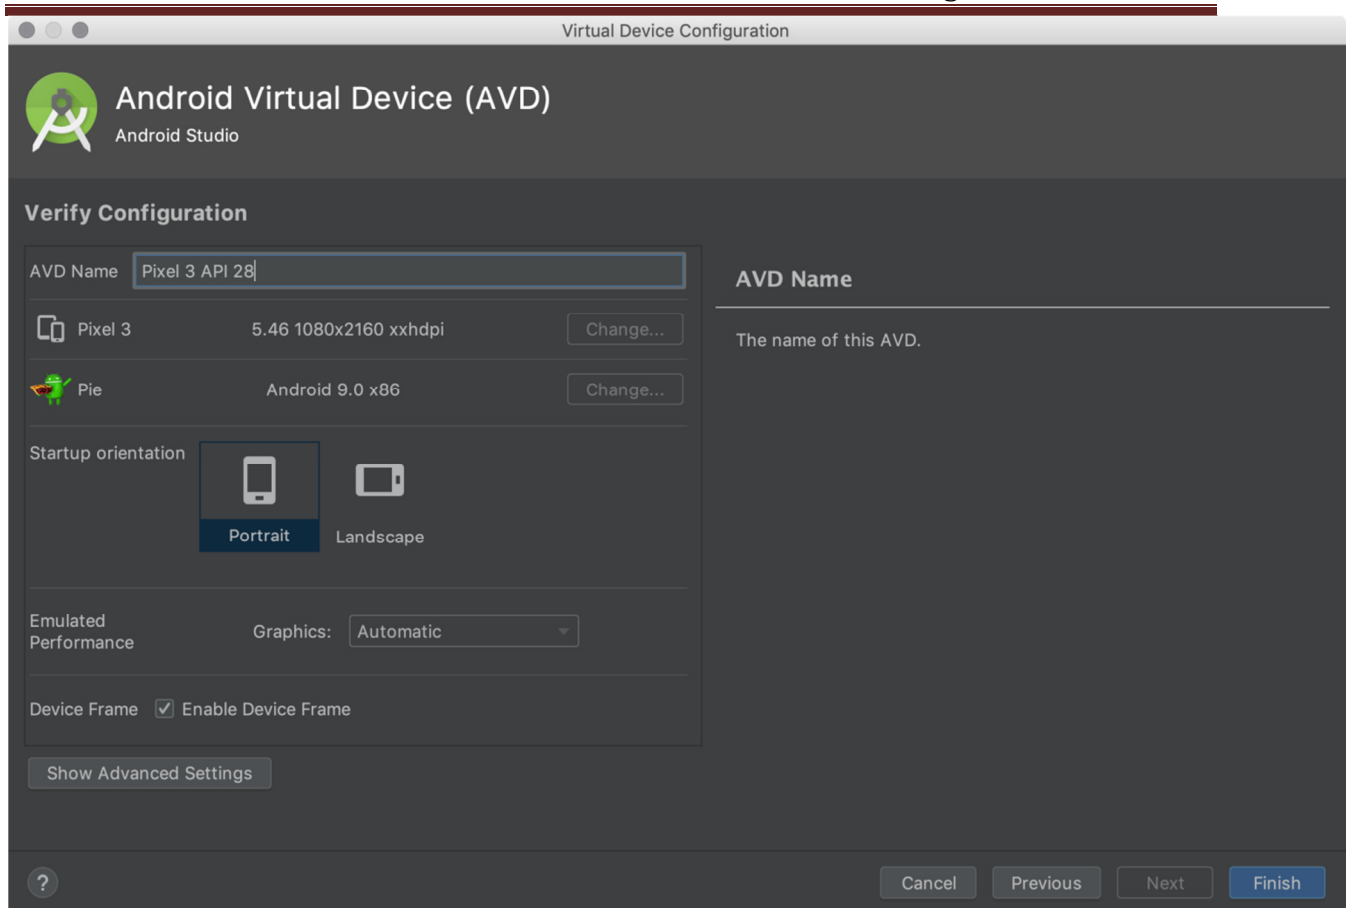 Virtual Device Configuration
Android Virtual Device (AVD)
Android Studio
Verify Configuration
AVD Name Pixel 3 API 28
Pixel 3 5.46 1080x2160 xxhdpi Change...
Pie Android 9.0 x86 Change...
Startup orientation
Portrait Landscape
Emulated
Performance
Graphics: Automatic
Device Frame Enable Device Frame
Show Advanced Settings
AVD Name
The name of this AVD.
? Cancel Previous Next Finish